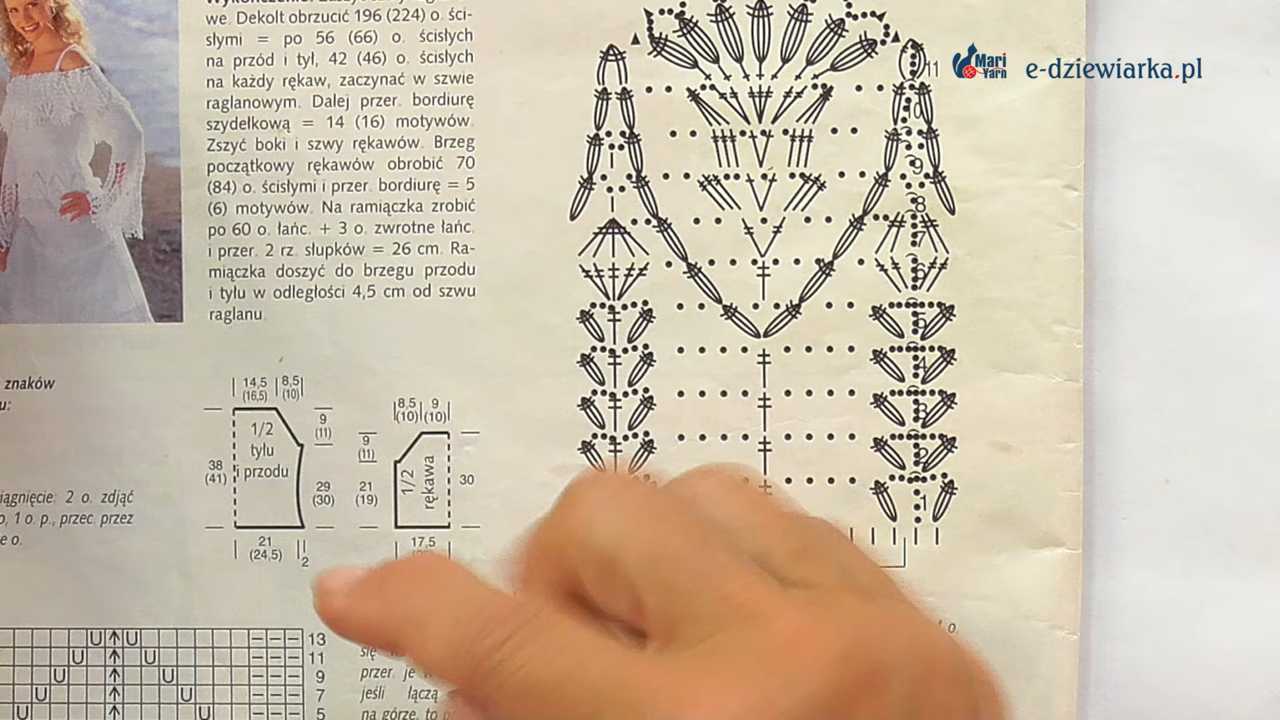 we. Dekolt obrzucić 196 (224) o. ści-
słymi = po 56 (66) o. ścisłych
na przód i tył, 42 (46) o. ścisłych
na każdy rękaw, zaczynać w szwie
raglanowym. Dalej przer. bordiurę
szydełkową = 14 (16) motywów.
Zszyć boki i szwy rękawów. Brzeg
początkowy rękawów obrobić 70
(84) o. ścisłymi i przer. bordiurę = 5
(6) motywów. Na ramiączka zrobić
po 60 o. łańc. + 3 o. zwrotne łańc.
i przer. 2 rz. słupków = 26 cm. Ra-
miączka doszyć do brzegu przodu
i tyłu w odległości 4,5 cm od szwu
raglanu.
Mari
Yarn
e-dziewiarka.pl
11
10
9
8
7
6
5
4
3
2
1
znaków
u:
iągnięcie: 2 o. zdjąć
o, 1 o. p., przec. przez
e o.
14,5 8,5
(16,5) (10)
1/2
tyłu
i przodu
38
(41)
9
(11)
29
(30)
21
(24,5)
2
8,5 9
(10) (10)
9
(11)
21
(19)
1/2
rękawa
30
17,5
13
11
9
7
5
się
przer. je w
jeśli łączą
na górze, to
o.